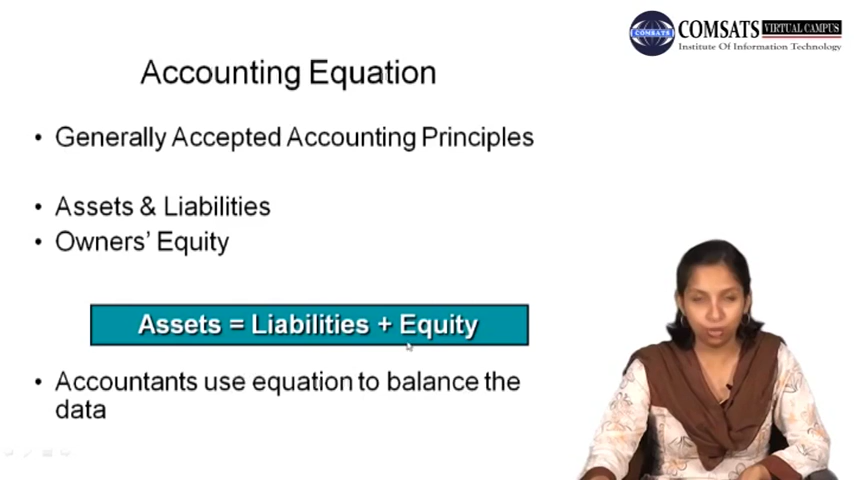 COMSATS VIRTUAL CAMPUS
COMSATS
Institute Of Information Technology
Accounting Equation
• Generally Accepted Accounting Principles
• Assets & Liabilities
• Owners' Equity
Assets = Liabilities + Equity
• Accountants use equation to balance the
data